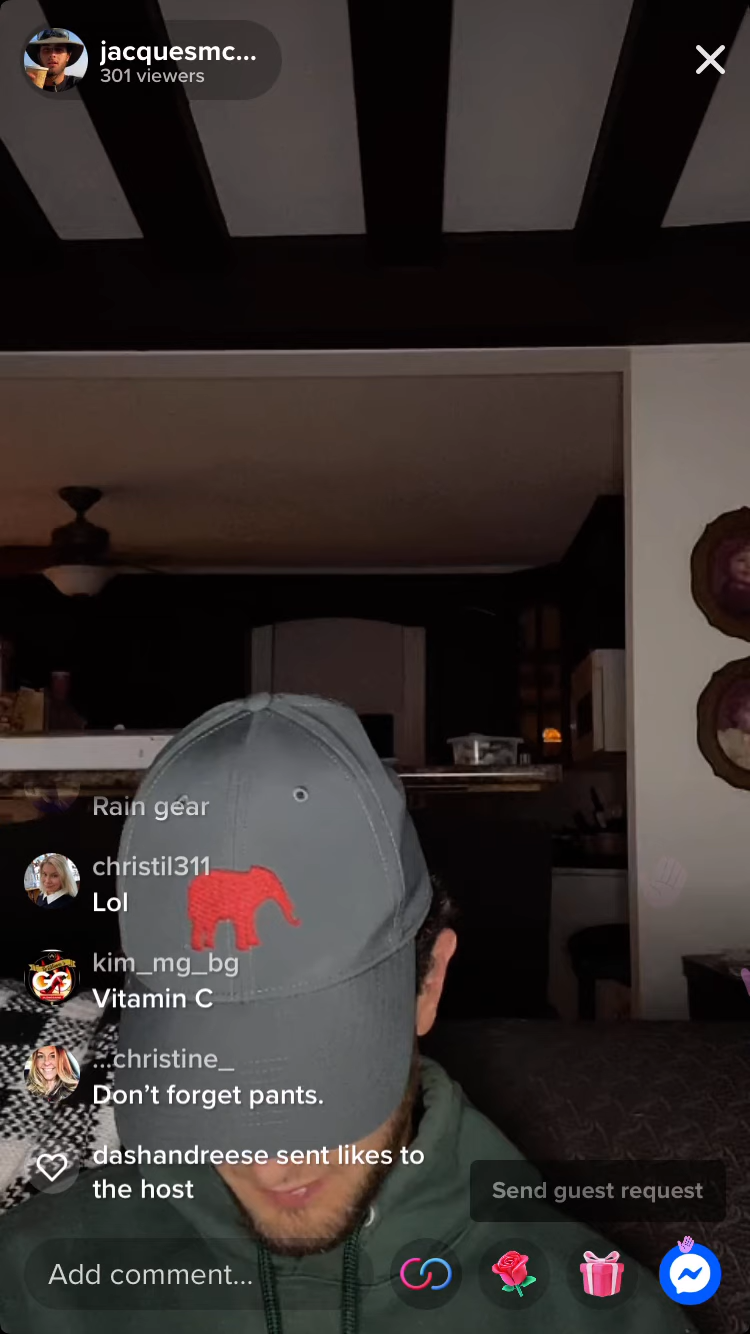 jacquesmc...
301 viewers
Rain gear
christil311
Lol
kim_mg_bg
Vitamin C
...christine_
Don't forget pants.
dashandreese sent likes to
the host
Send guest request
Add comment...